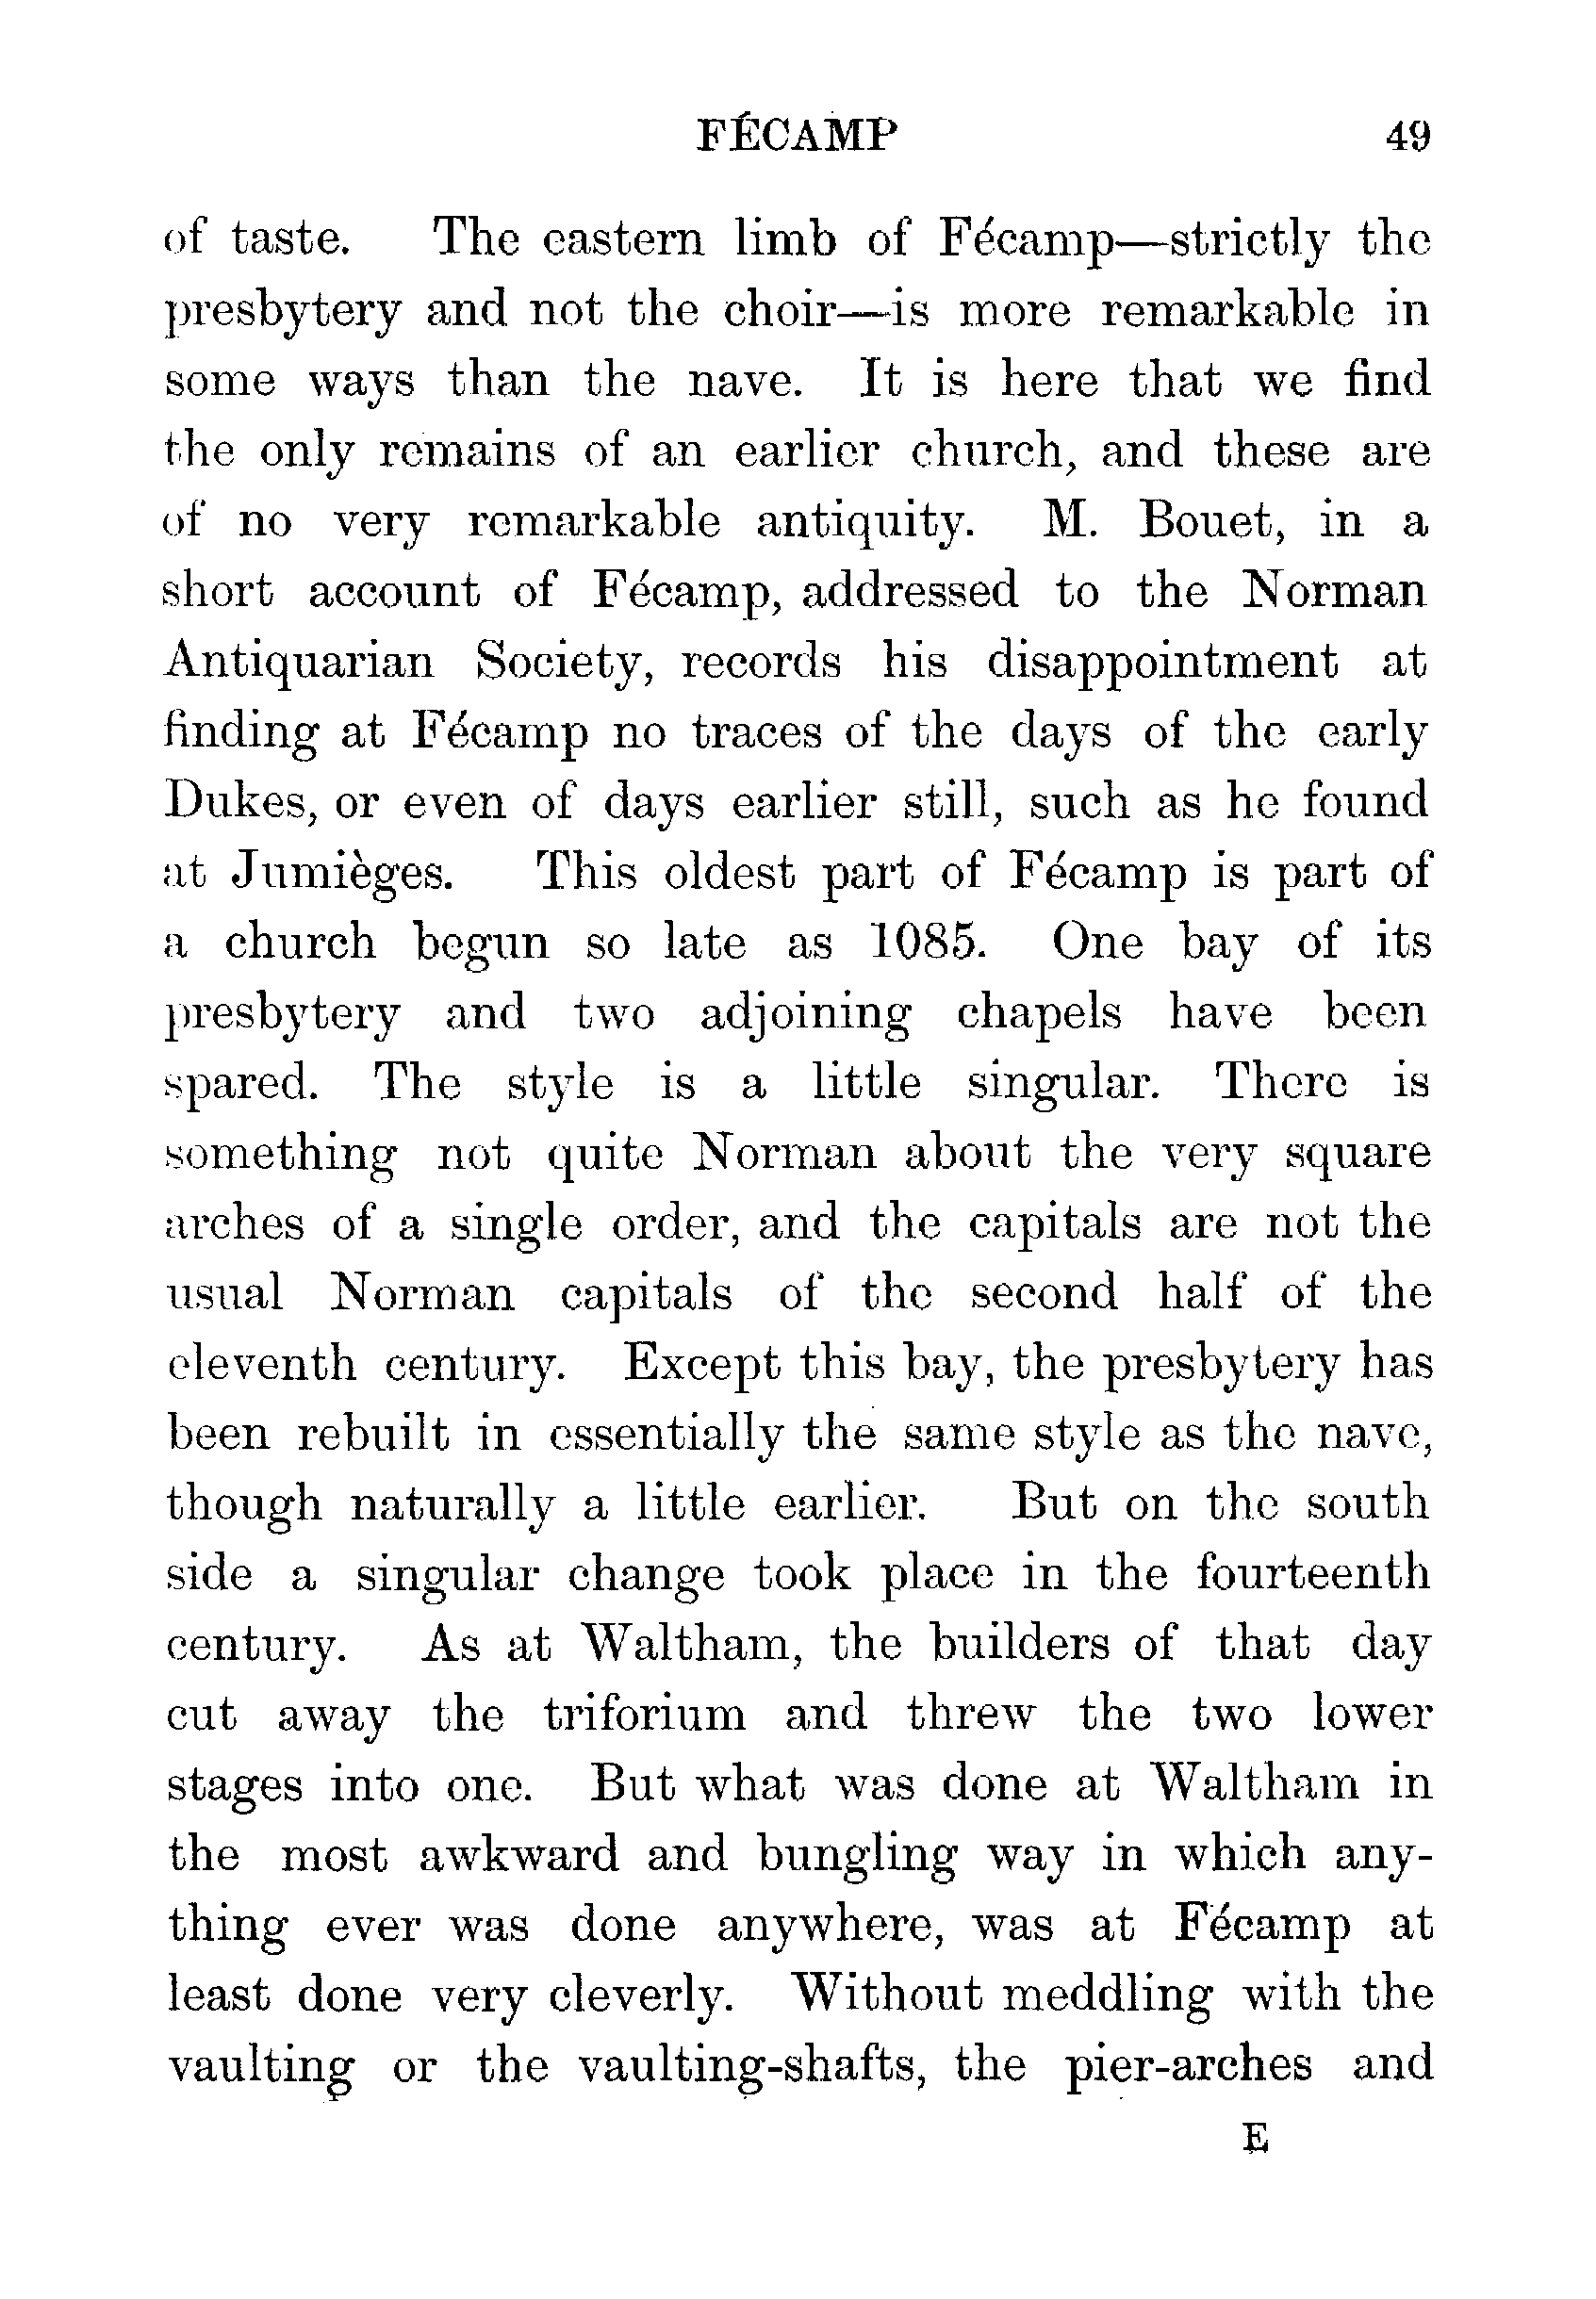 FÉCAMP 49
of taste. The eastern limb of Fécamp—strictly the
presbytery and not the choir—is more remarkable in
some ways than the nave. It is here that we find
the only remains of an earlier church, and these are
of no very remarkable antiquity. M. Bouet, in a
short account of Fécamp, addressed to the Norman
Antiquarian Society, records his disappointment at
finding at Fécamp no traces of the days of the early
Dukes, or even of days earlier still, such as he found
at Jumièges. This oldest part of Fécamp is part of
a church begun so late as 1085. One bay of its
presbytery and two adjoining chapels have been
spared. The style is a little singular. There is
something not quite Norman about the very square
arches of a single order, and the capitals are not the
usual Norman capitals of the second half of the
eleventh century. Except this bay, the presbytery has
been rebuilt in essentially the same style as the nave,
though naturally a little earlier. But on the south
side a singular change took place in the fourteenth
century. As at Waltham, the builders of that day
cut away the triforium and threw the two lower
stages into one. But what was done at Waltham in
the most awkward and bungling way in which any-
thing ever was done anywhere, was at Fécamp at
least done very cleverly. Without meddling with the
vaulting or the vaulting-shafts, the pier-arches and
E